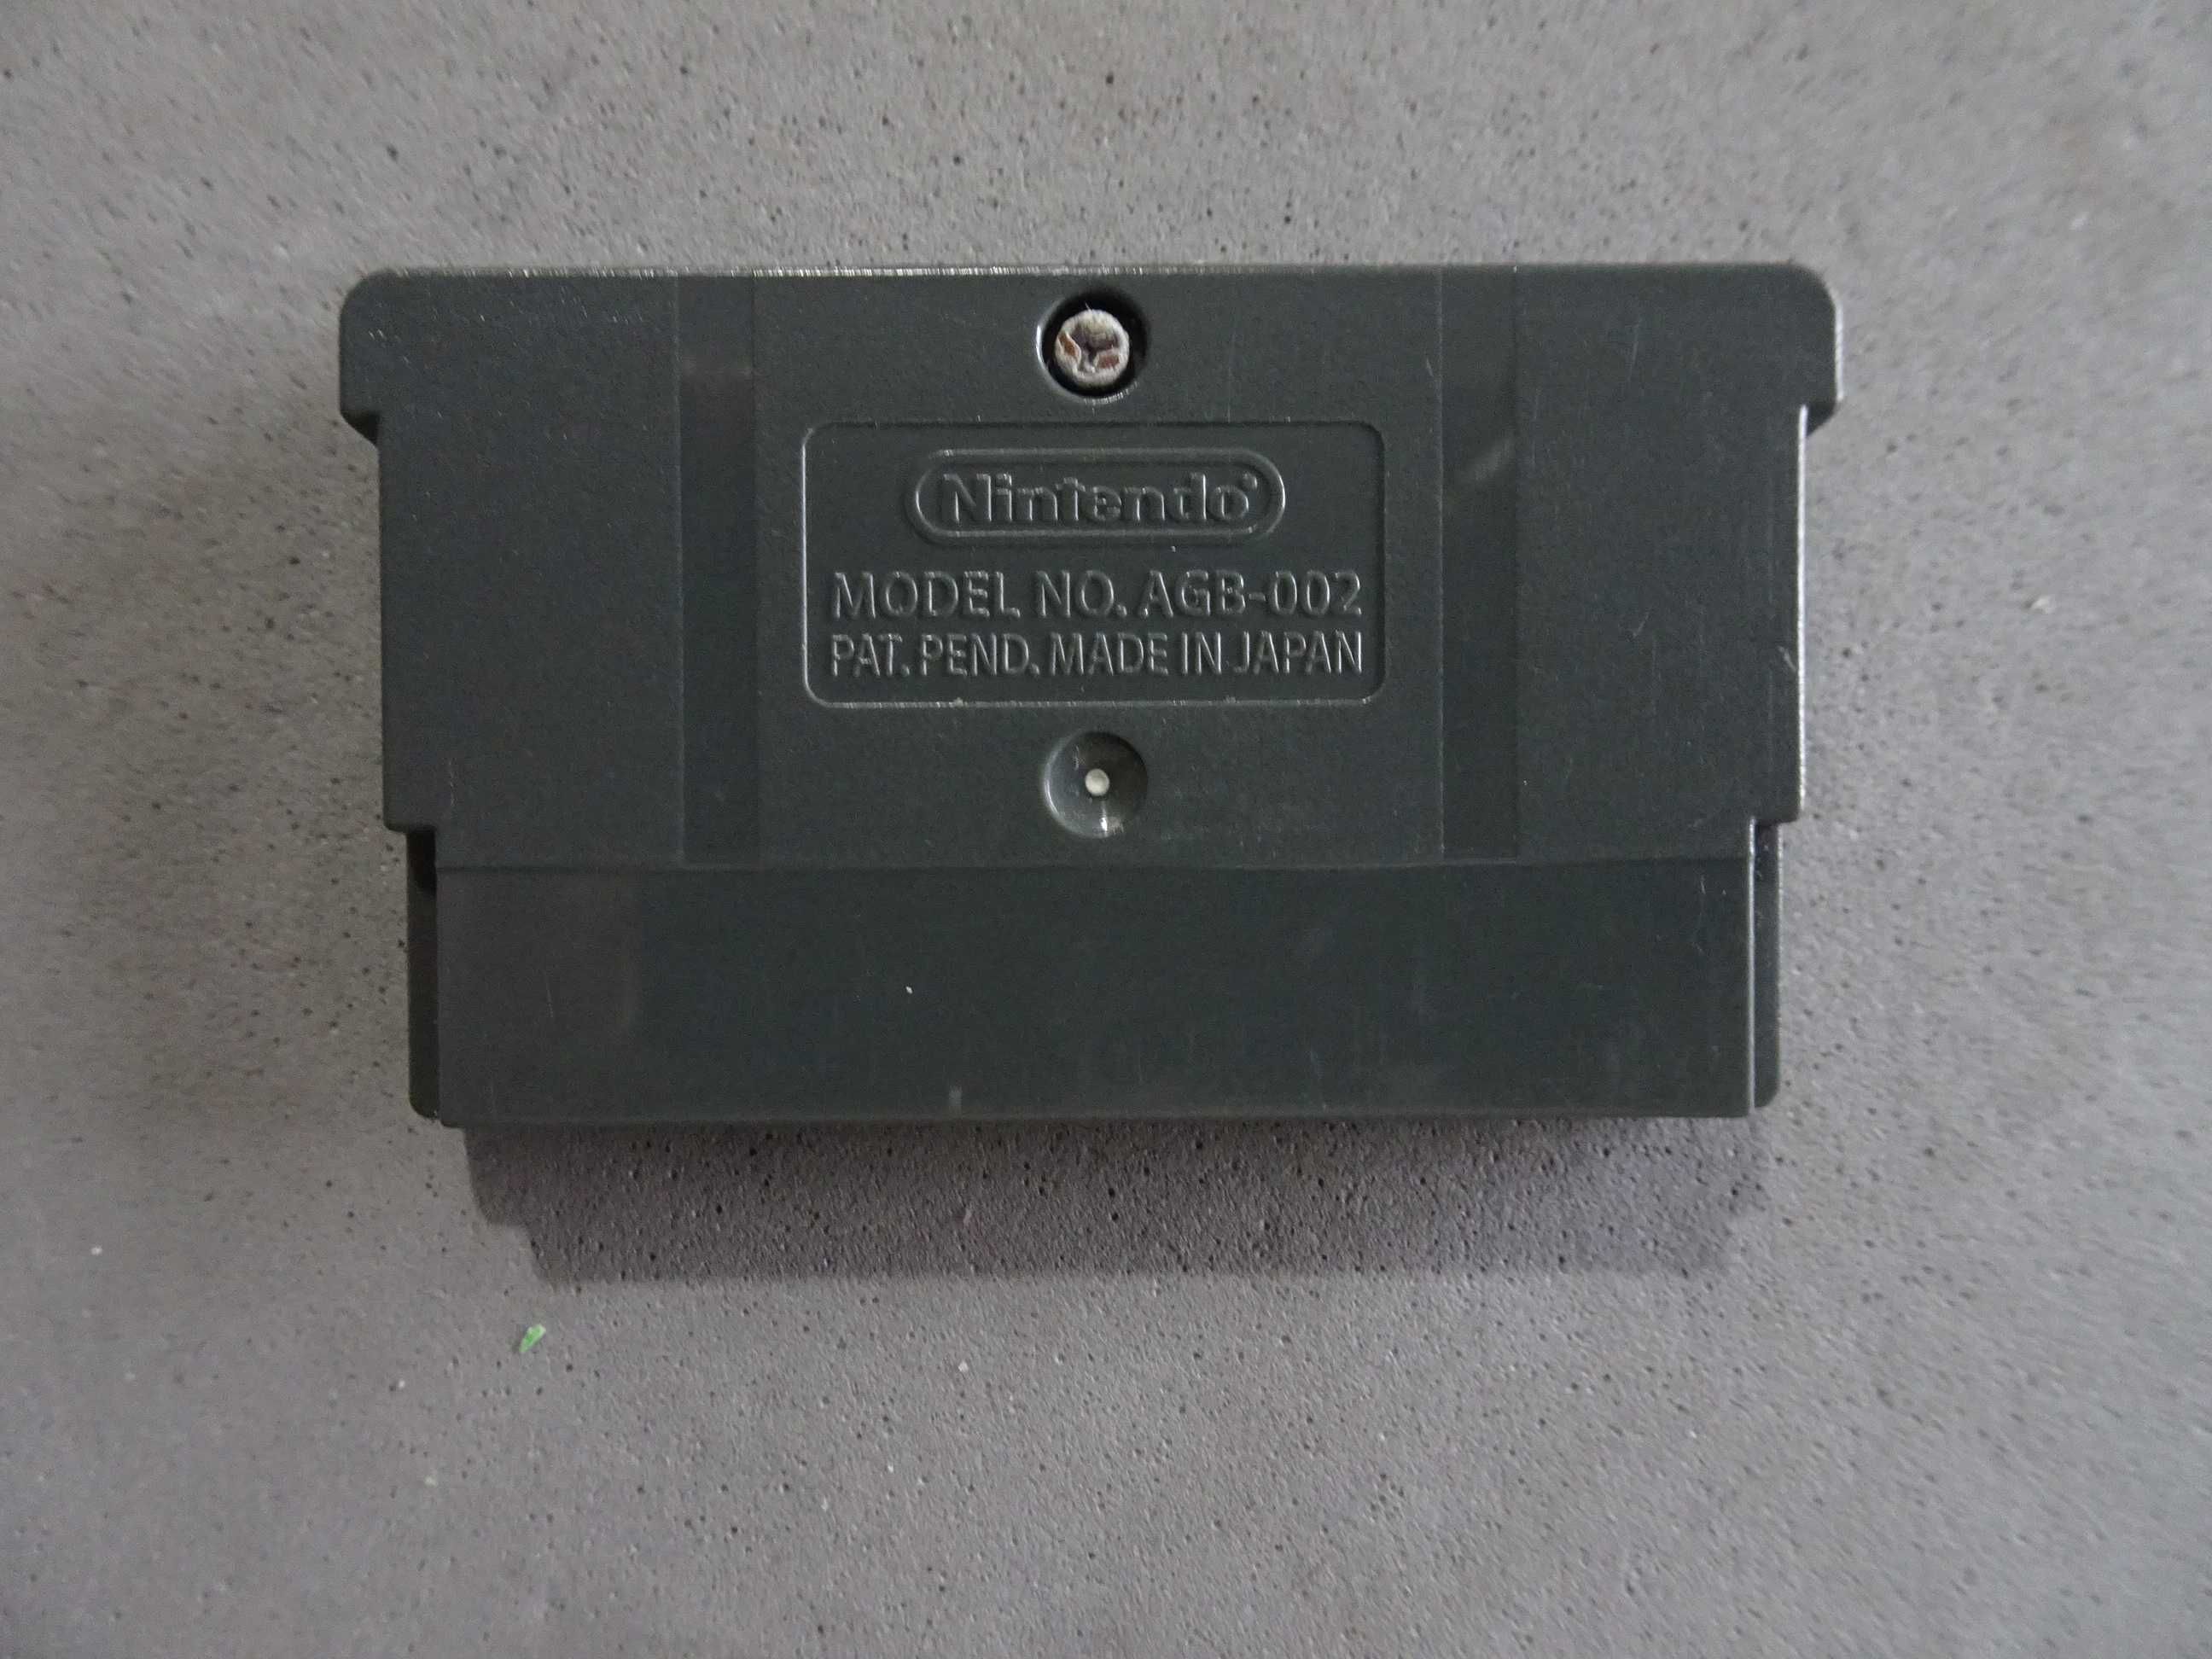 Nintendo®
MODEL NO. AGB-002
PAT. PEND. MADE IN JAPAN